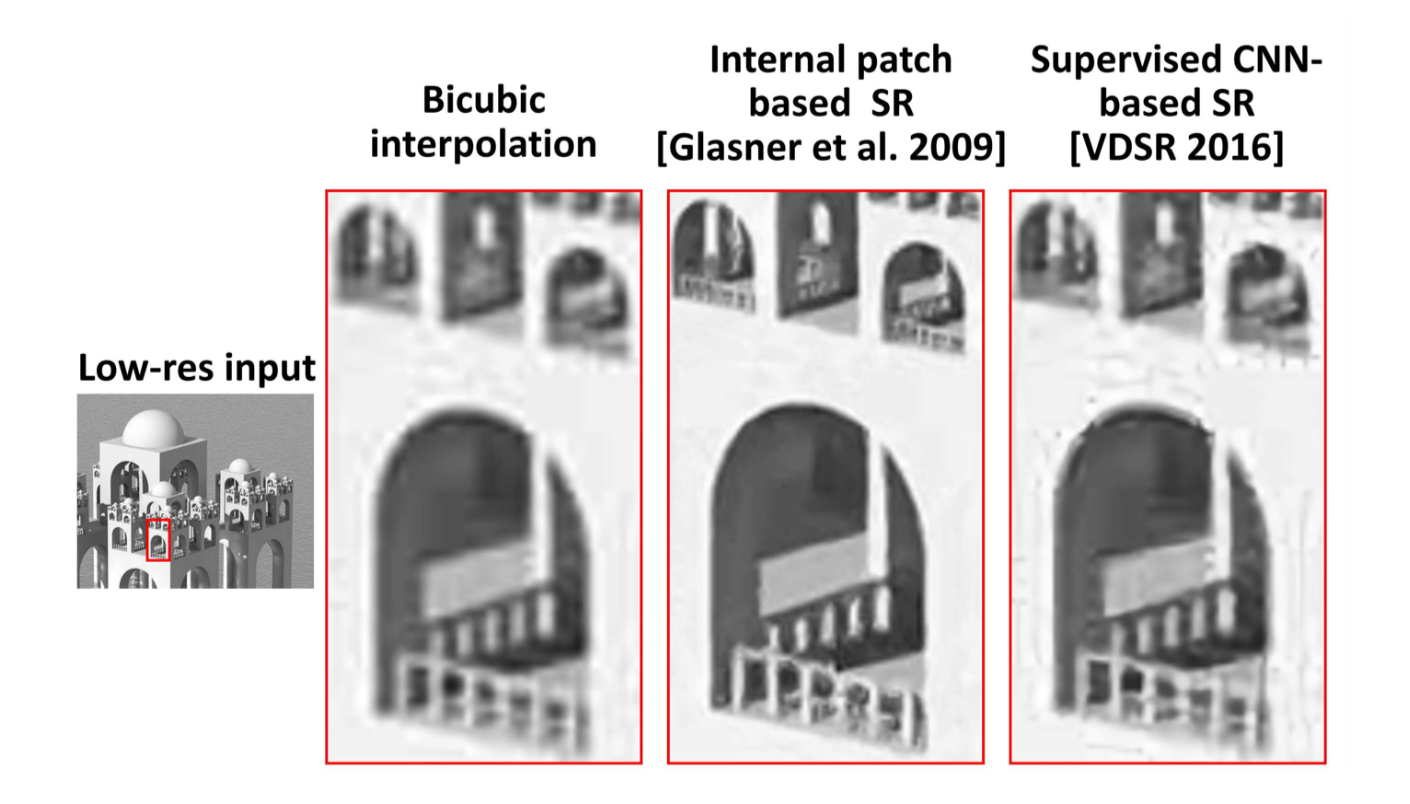 Bicubic
interpolation
Internal patch
based SR
[Glasner et al. 2009]
Supervised CNN-
based SR
[VDSR 2016]
Low-res input